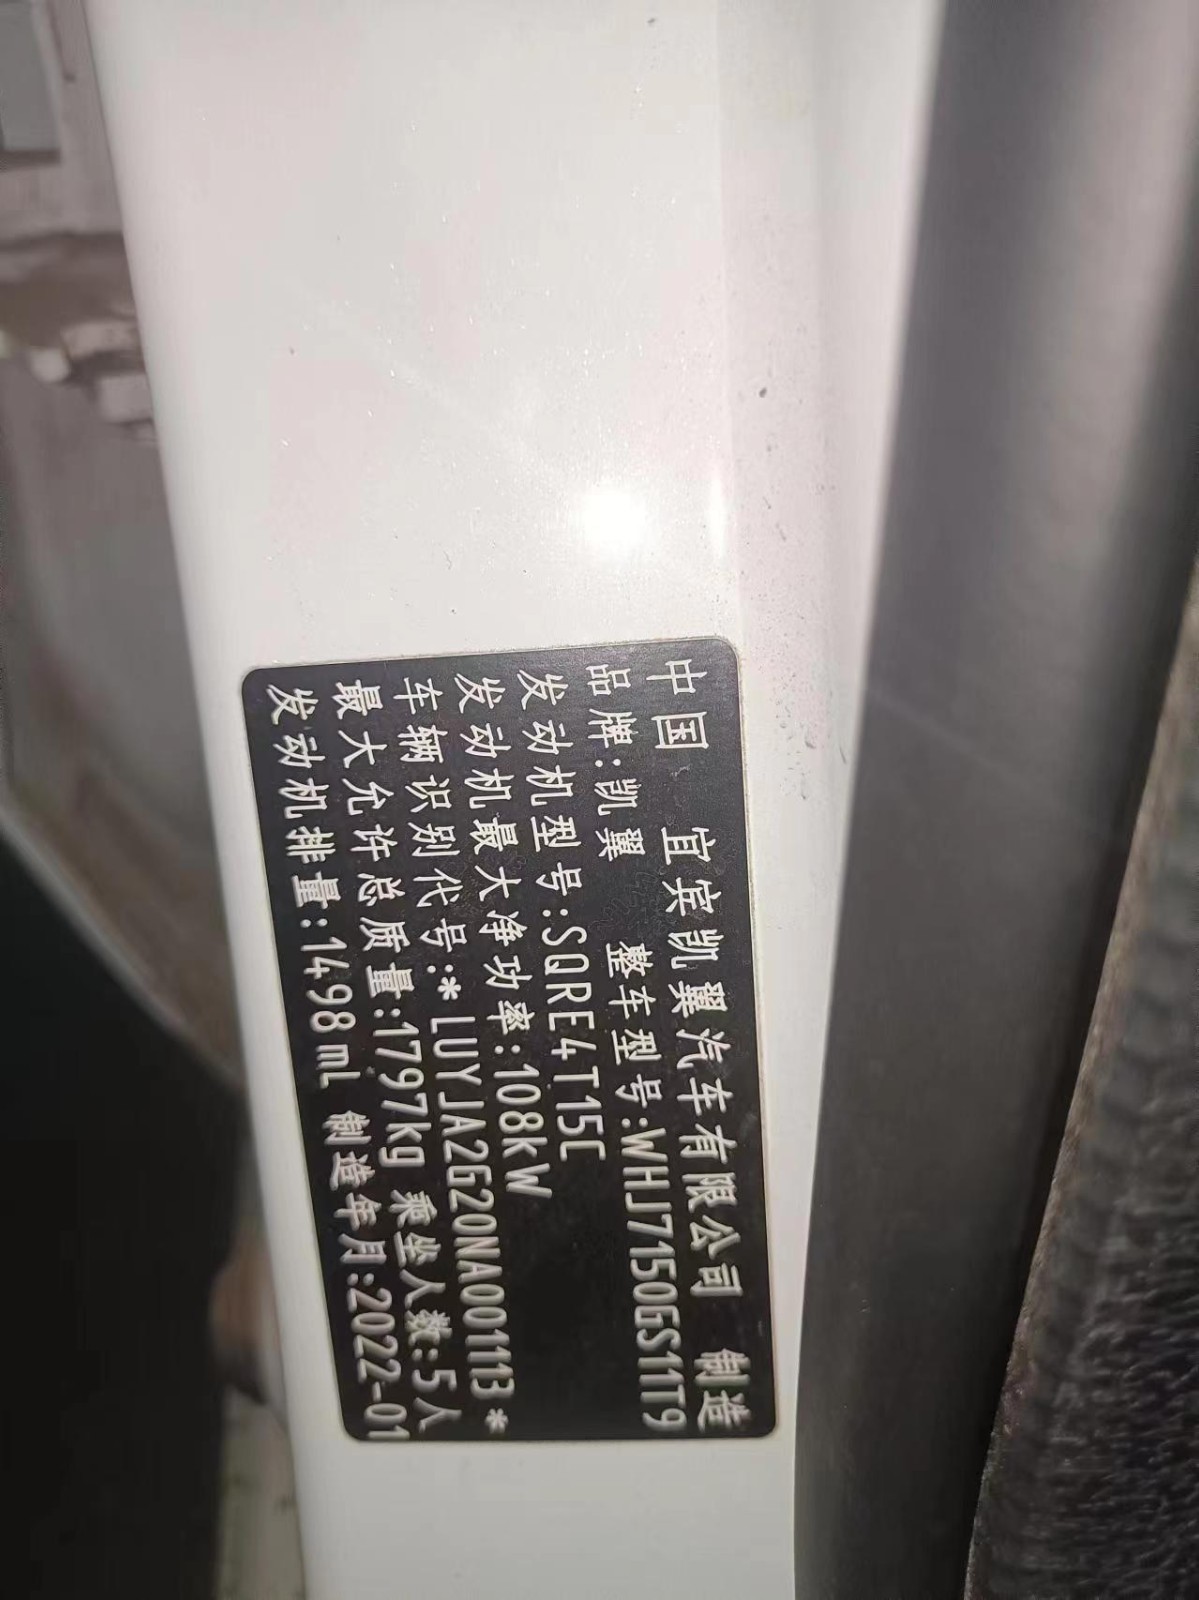 中国 宜宾凯翼汽车有限公司 制造
品牌:凯翼 整车型号:WHJ7150GS11T9
发动机型号:SQRE4T15C
发动机最大净功率:108kW
车辆识别代号:*LUYJA2G20NA001113*
最大允许总质量:1797kg 乘坐人数:5人
发动机排量:1498mL 制造年月:2022-01